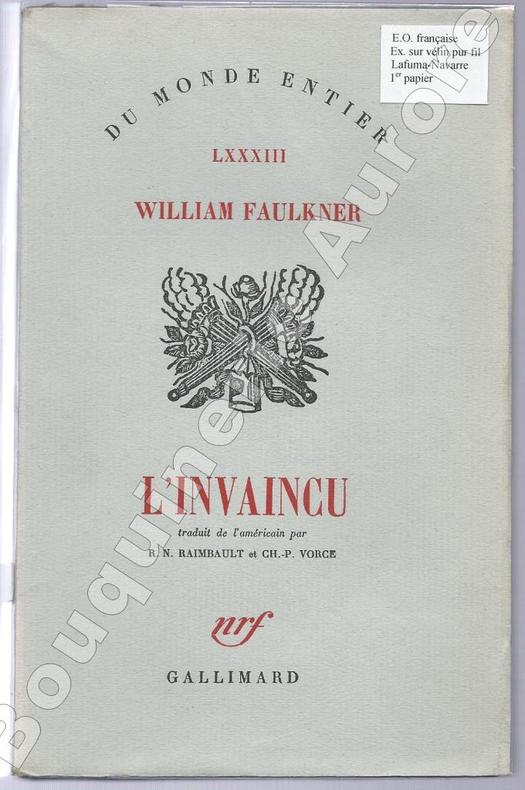 E.O. française
Ex. sur vélin pur fil
Lafuma-Navarre
1er papier
DU MONDE ENTIER
LXXXIII
WILLIAM FAULKNER
L'INVAINCU
traduit de l'américain par
R. N. RAIMBAULT et CH.-P. VORCE
nrf
GALLIMARD
Bouquinerie Aurore